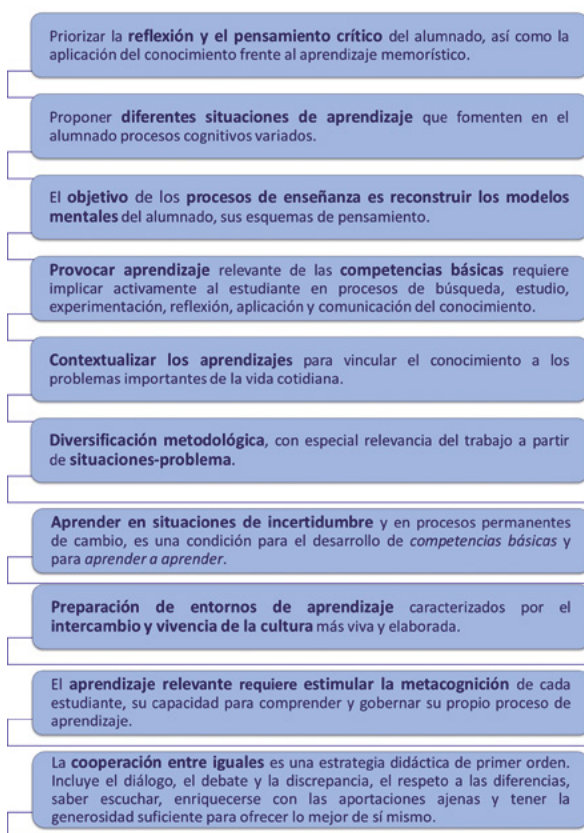 Priorizar la reflexión y el pensamiento crítico del alumnado, así como la
aplicación del conocimiento frente al aprendizaje memorístico.
Proponer diferentes situaciones de aprendizaje que fomenten en el
alumnado procesos cognitivos variados.
El objetivo de los procesos de enseñanza es reconstruir los modelos
mentales del alumnado, sus esquemas de pensamiento.
Provocar aprendizaje relevante de las competencias básicas requiere
implicar activamente al estudiante en procesos de búsqueda, estudio,
experimentación, reflexión, aplicación y comunicación del conocimiento.
Contextualizar los aprendizajes para vincular el conocimiento a los
problemas importantes de la vida cotidiana.
Diversificación metodológica, con especial relevancia del trabajo a partir
de situaciones-problema.
Aprender en situaciones de incertidumbre y en procesos permanentes
de cambio, es una condición para el desarrollo de competencias básicas y
para aprender a aprender.
Preparación de entornos de aprendizaje caracterizados por el
intercambio y vivencia de la cultura más viva y elaborada.
El aprendizaje relevante requiere estimular la metacognición de cada
estudiante, su capacidad para comprender y gobernar su propio proceso de
aprendizaje.
La cooperación entre iguales es una estrategia didáctica de primer orden.
Incluye el diálogo, el debate y la discrepancia, el respeto a las diferencias,
saber escuchar, enriquecerse con las aportaciones ajenas y tener la
generosidad suficiente para ofrecer lo mejor de sí mismo.